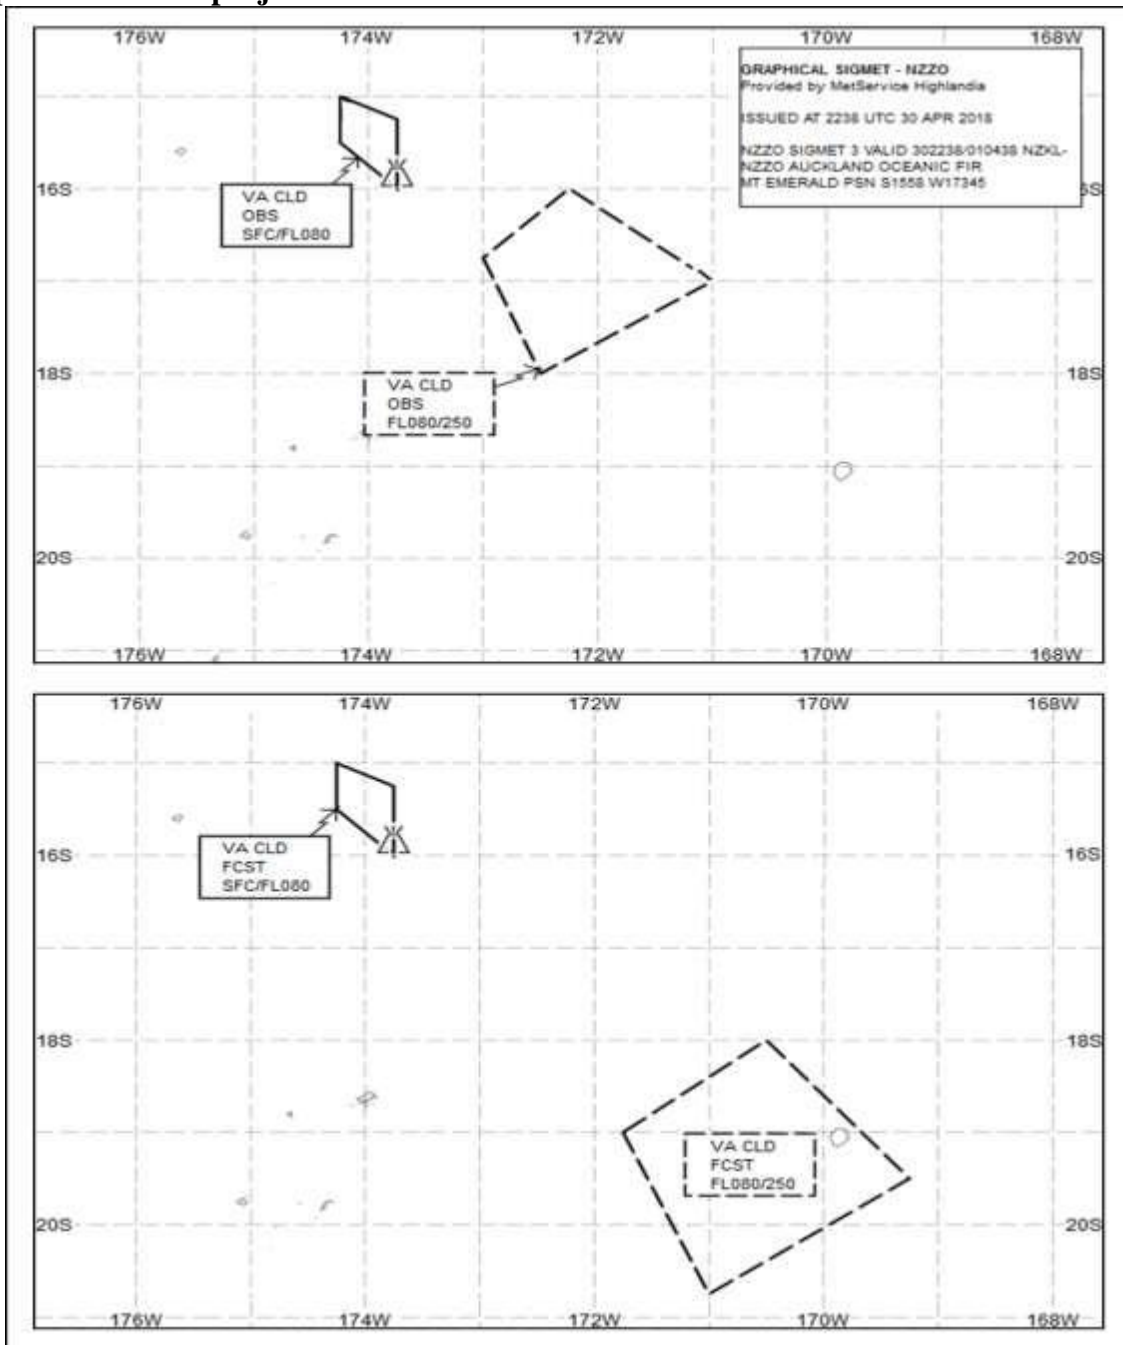 176W 174W 172W 170W 168W
GRAPHICAL SIGMET - NZZO
Provided by MetService Highlandia
ISSUED AT 2238 UTC 30 APR 2018
NZZO SIGMET 3 VALID 302238/010438 NZKL-
NZZO AUCKLAND OCEANIC FIR
MT EMERALD PSN S1558 W17345
16S 6S
VA CLD
OBS
SFC/FL080
18S 18S
VA CLD
OBS
FL080/250
20S 20S
176W 174W 172W 170W 168W
176W 174W 172W 170W 168W
VA CLD
FCST
SFC/FL080
16S 16S
18S 18S
VA CLD
FCST
FL080/250
20S 20S
176W 174W 172W 170W 168W